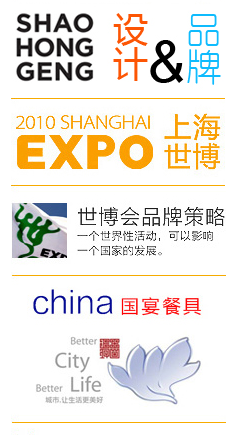 SHAO
HONG
GENG
设计
&
品牌
2010 SHANGHAI
EXPO
上海
世博
EXP
世博会品牌策略
一个世界性活动，可以影响
一个国家的发展。
china 国宴餐具
Better
City
Better
Life
城市,让生活更美好